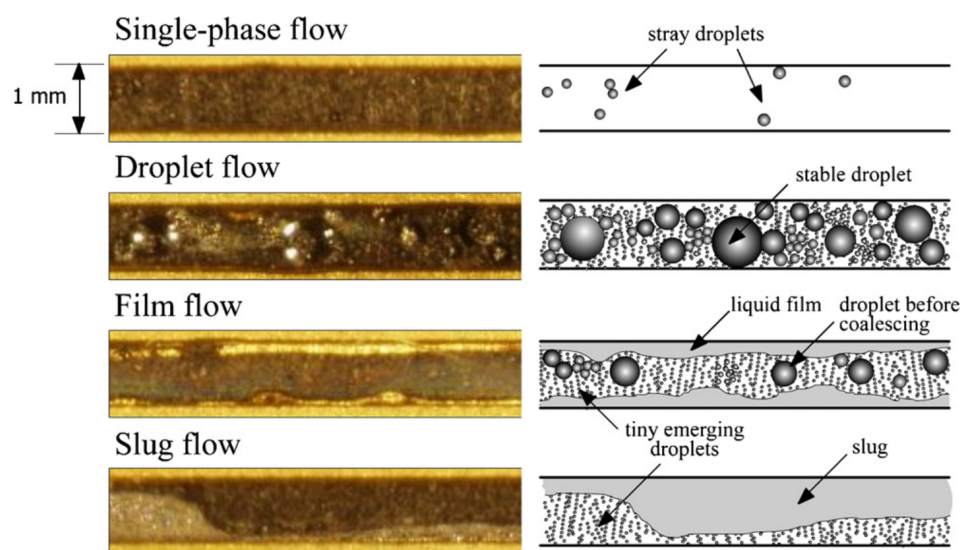 Single-phase flow
stray droplets
1 mm
Droplet flow
stable droplet
Film flow
liquid film
droplet before
coalescing
tiny emerging
droplets
Slug flow
slug